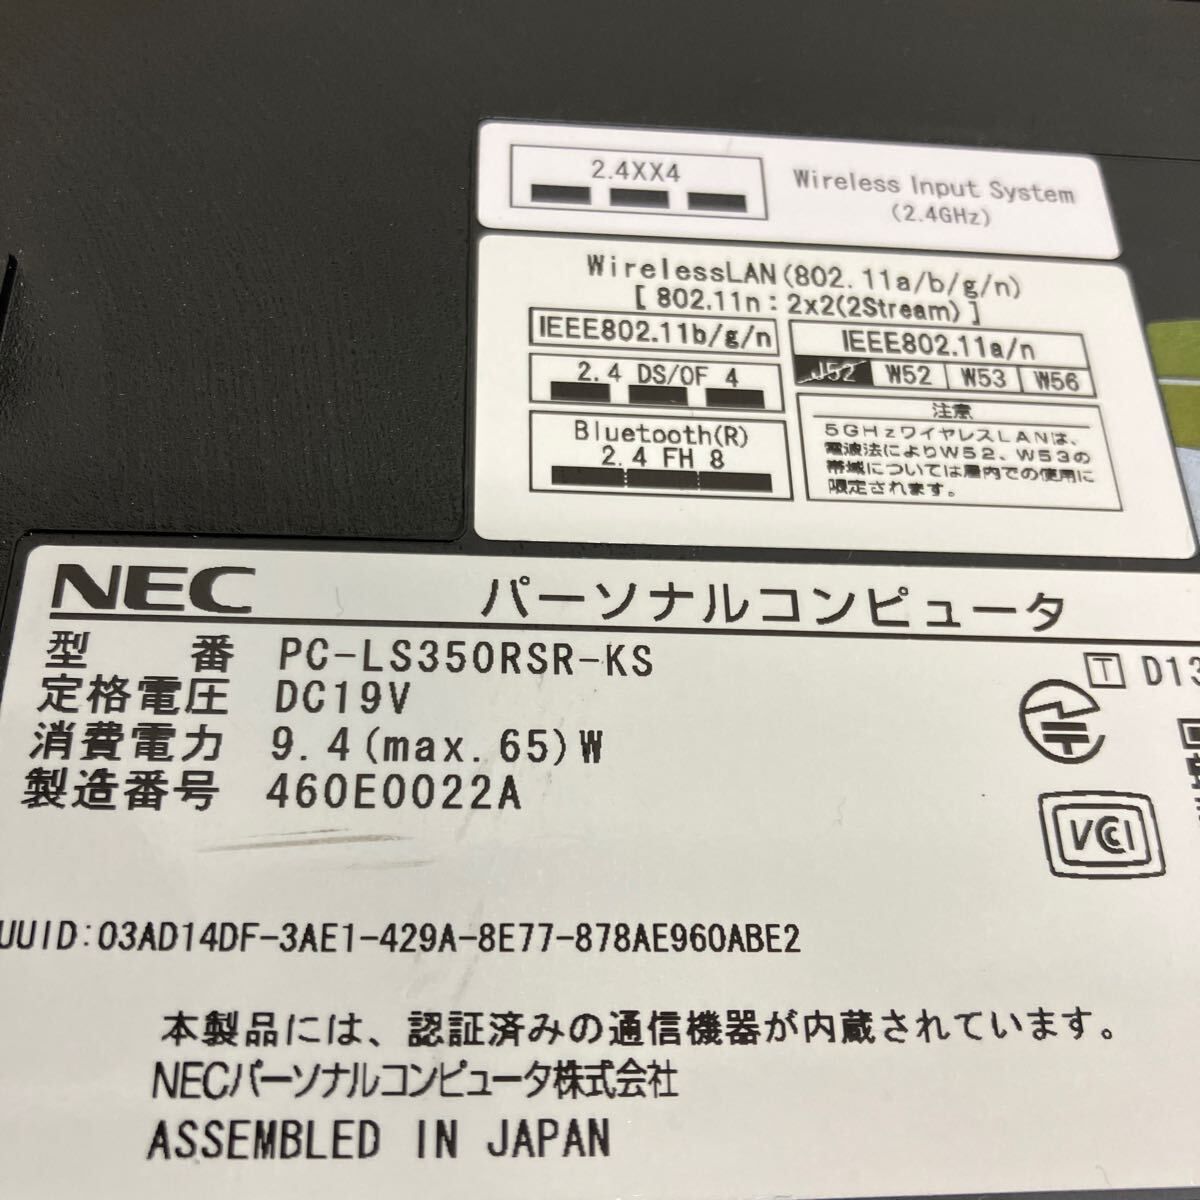 2.4XX4
Wireless Input System
(2.4GHz)
WirelessLAN(802.11a/b/g/n)
[ 802.11n : 2x2(2Stream) ]
IEEE802.11b/g/n
IEEE802.11a/n
2.4 DS/OF 4
J52 W52 W53 W56
Bluetooth(R)
2.4 FH 8
注意
5GHzワイヤレスLANは、
電波法によりW52、W53の
帯域については屋内での使用に
限定されます。
NEC パーソナルコンピュータ
型 番 PC-LS350RSR-KS
定格電圧 DC19V
消費電力 9.4(max.65)W
製造番号 460E0022A
T D13
VCCI
UUID:03AD14DF-3AE1-429A-8E77-878AE960ABE2
本製品には、認証済みの通信機器が内蔵されています。
NECパーソナルコンピュータ株式会社
ASSEMBLED IN JAPAN